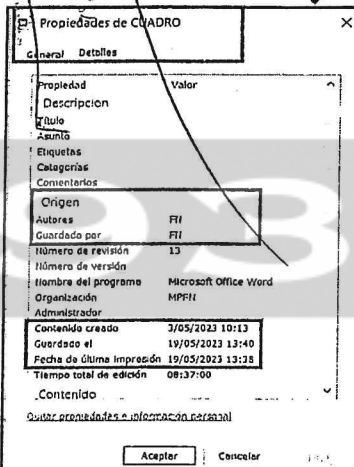 Propiedades de CUADRO
General Detalles
Propiedad Valor
Descripción
Título
Asunto
Etiquetas
Categorías
Comentarios
Origen
Autores FN
Guardado por FN
Número de revisión 13
Número de versión
Nombre del programa Microsoft Office Word
Organización MPFN
Administrador
Contenido creado 3/05/2023 10:13
Guardado el 19/05/2023 13:40
Fecha de última impresión 19/05/2023 13:38
Tiempo total de edición 08:37:00
Contenido
Quitar propiedades e información personal
Aceptar Cancelar